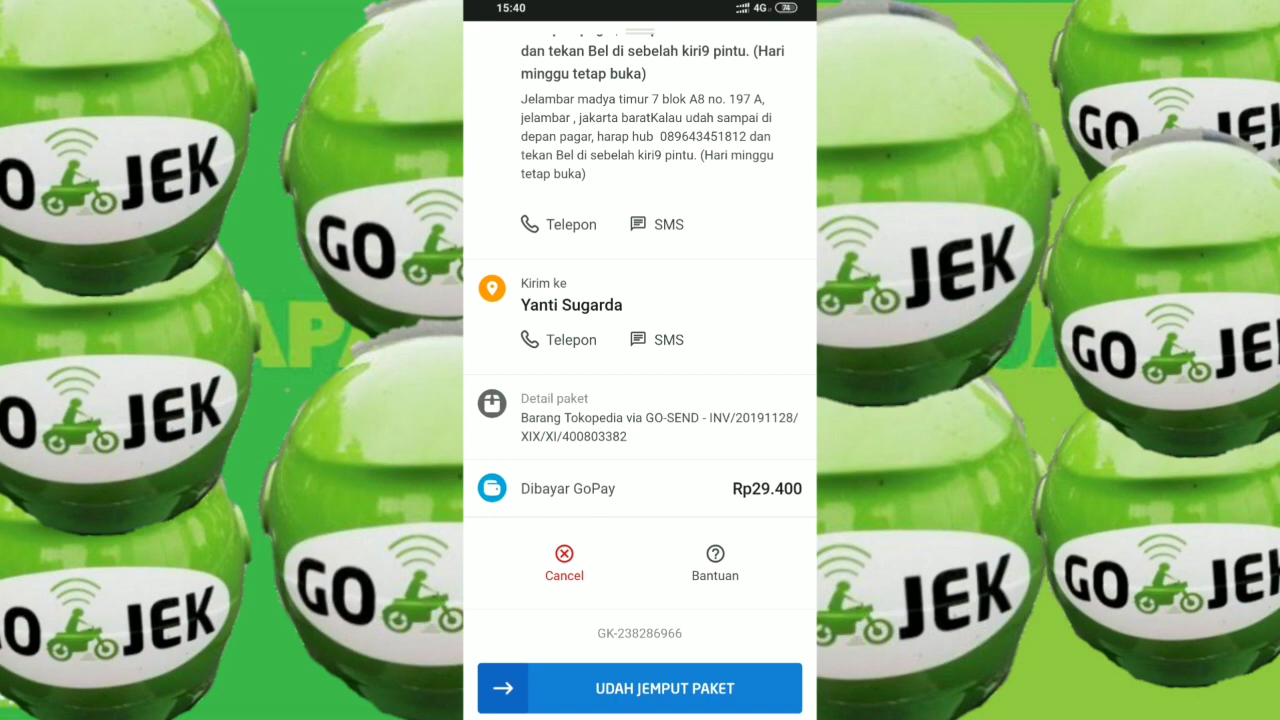 15:40
4G
74
dan tekan Bel di sebelah kiri9 pintu. (Hari
minggu tetap buka)
Jelambar madya timur 7 blok A8 no. 197 A,
jelambar , jakarta baratKalau udah sampai di
depan pagar, harap hub 089643451812 dan
tekan Bel di sebelah kiri9 pintu. (Hari minggu
tetap buka)
Telepon
SMS
Kirim ke
Yanti Sugarda
Telepon
SMS
Detail paket
Barang Tokopedia via GO-SEND - INV/20191128/
XIX/XI/400803382
Dibayar GoPay
Rp29.400
Cancel
Bantuan
GK-238286966
UDAH JEMPUT PAKET
O JEK
GO
JEK
GO JEK
GO JEK
O JEK
GO
JEK
GO JEK
O JEK